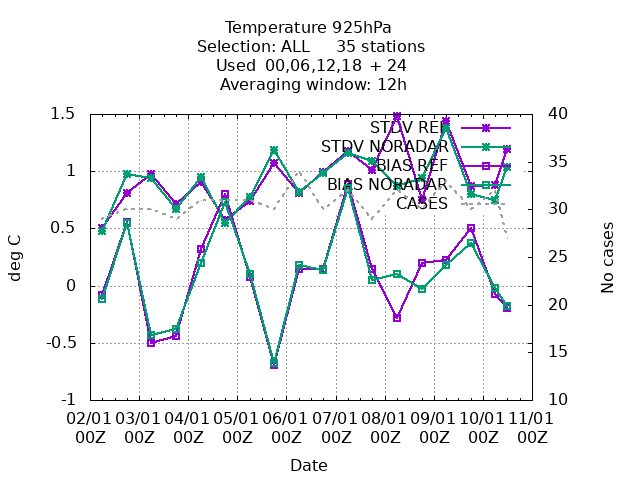 Temperature 925hPa
Selection: ALL 35 stations
Used 00,06,12,18 + 24
Averaging window: 12h
1.5
1
0.5
0
-0.5
-1
deg C
40
35
30
25
20
15
10
No cases
STDV REF
STDV NORADAR
BIAS REF
BIAS NORADAR
CASES
02/01 03/01 04/01 05/01 06/01 07/01 08/01 09/01 10/01 11/01
00Z 00Z 00Z 00Z 00Z 00Z 00Z 00Z 00Z 00Z
Date